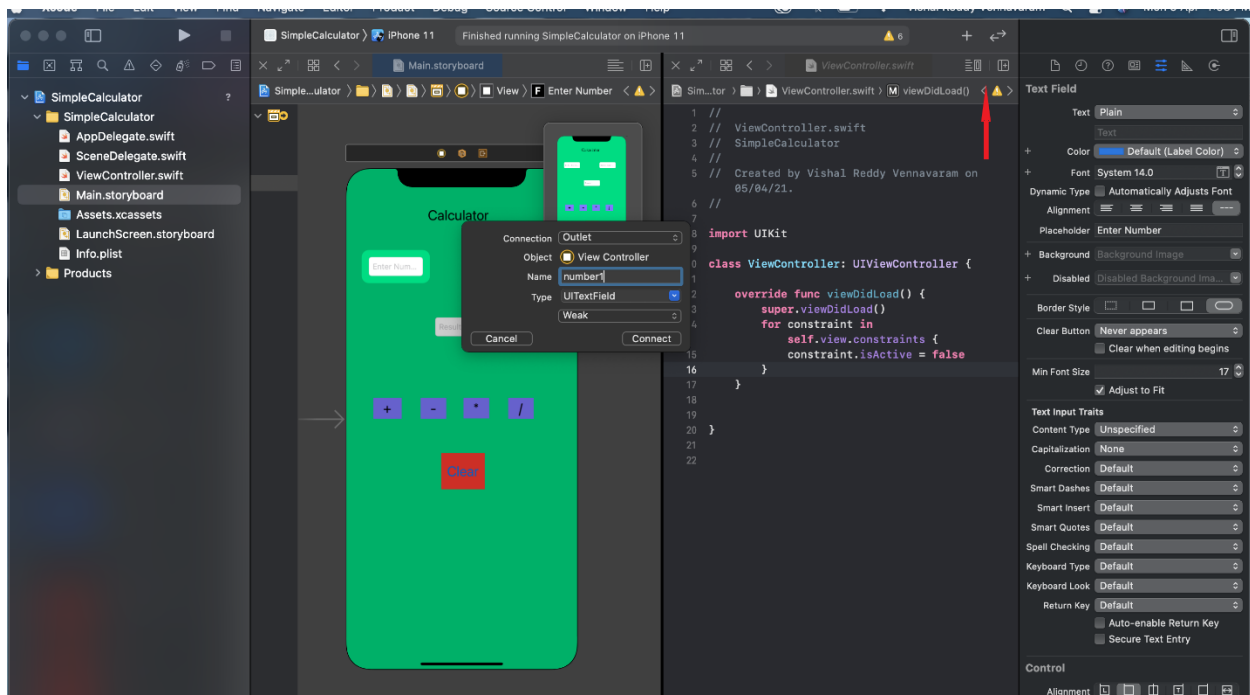 SimpleCalculator
iPhone 11
Finished running SimpleCalculator on iPhone 11
6
Main.storyboard
ViewController.swift
SimpleCalculator
?
SimpleCalculator
AppDelegate.swift
SceneDelegate.swift
ViewController.swift
Main.storyboard
Assets.xcassets
LaunchScreen.storyboard
Info.plist
Products
Simple...ulator
View
F Enter Number
Calculator
Enter Num...
+ - * /
Clear
Connection Outlet
Object View Controller
Name number1
Type UITextField
Weak
Cancel Connect
Sim...tor
ViewController.swift
M viewDidLoad()
1 //
2 // ViewController.swift
3 // SimpleCalculator
4 //
5 // Created by Vishal Reddy Vennavaram on
05/04/21.
6 //
7
8 import UIKit
9
0 class ViewController: UIViewController {
1
2 override func viewDidLoad() {
3 super.viewDidLoad()
4 for constraint in
self.view.constraints {
15 constraint.isActive = false
16 }
17 }
18
19
20 }
21
22
Text Field
Text Plain
Text
+ Color Default (Label Color)
+ Font System 14.0
Dynamic Type Automatically Adjusts Font
Alignment
Placeholder Enter Number
+ Background Background Image
+ Disabled Disabled Background Ima...
Border Style
Clear Button Never appears
Clear when editing begins
Min Font Size 17
Adjust to Fit
Text Input Traits
Content Type Unspecified
Capitalization None
Correction Default
Smart Dashes Default
Smart Insert Default
Smart Quotes Default
Spell Checking Default
Keyboard Type Default
Keyboard Look Default
Return Key Default
Auto-enable Return Key
Secure Text Entry
Control
Alignment